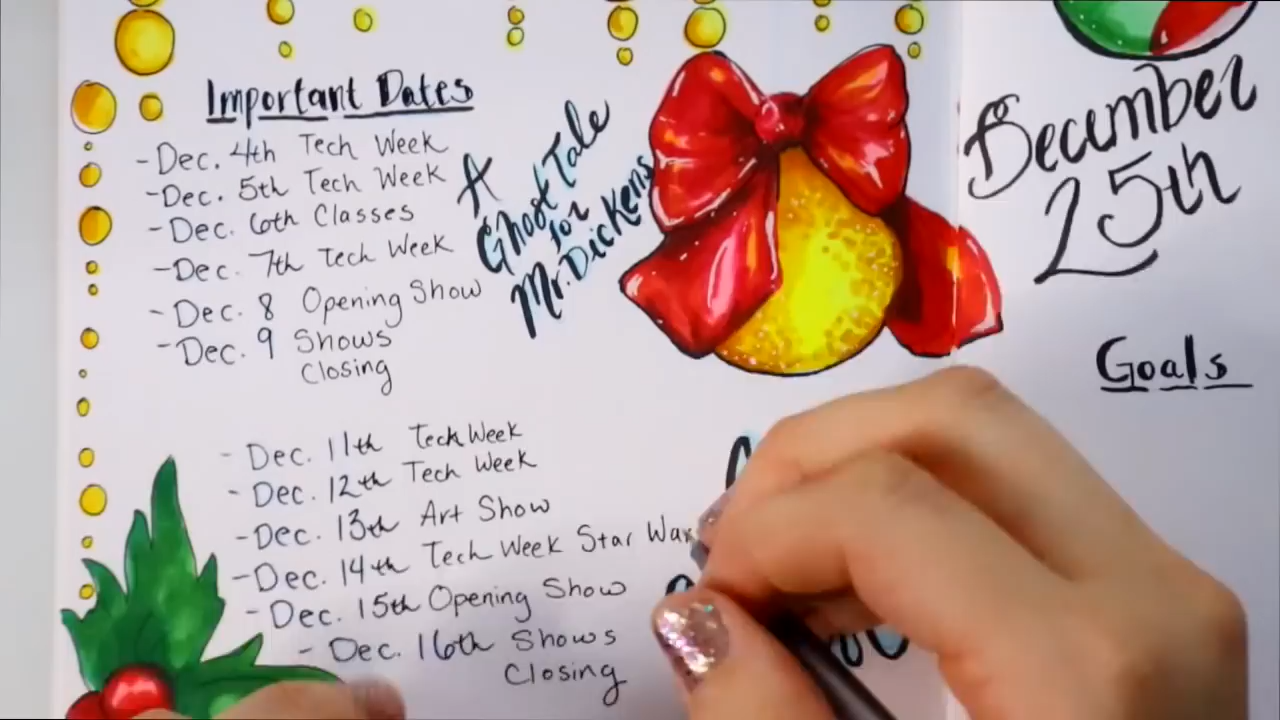 Important Dates
-Dec. 4th Tech Week
-Dec. 5th Tech Week
-Dec. 6th Classes
-Dec. 7th Tech Week
-Dec. 8 Opening Show
-Dec. 9 Shows
Closing
A
Ghost Tale
for
Mr. Dickens
- Dec. 11th Tech Week
- Dec. 12th Tech Week
-Dec. 13th Art Show
-Dec. 14th Tech Week Star War
-Dec. 15th Opening Show
- Dec. 16th Shows
Closing
December
25th
Goals